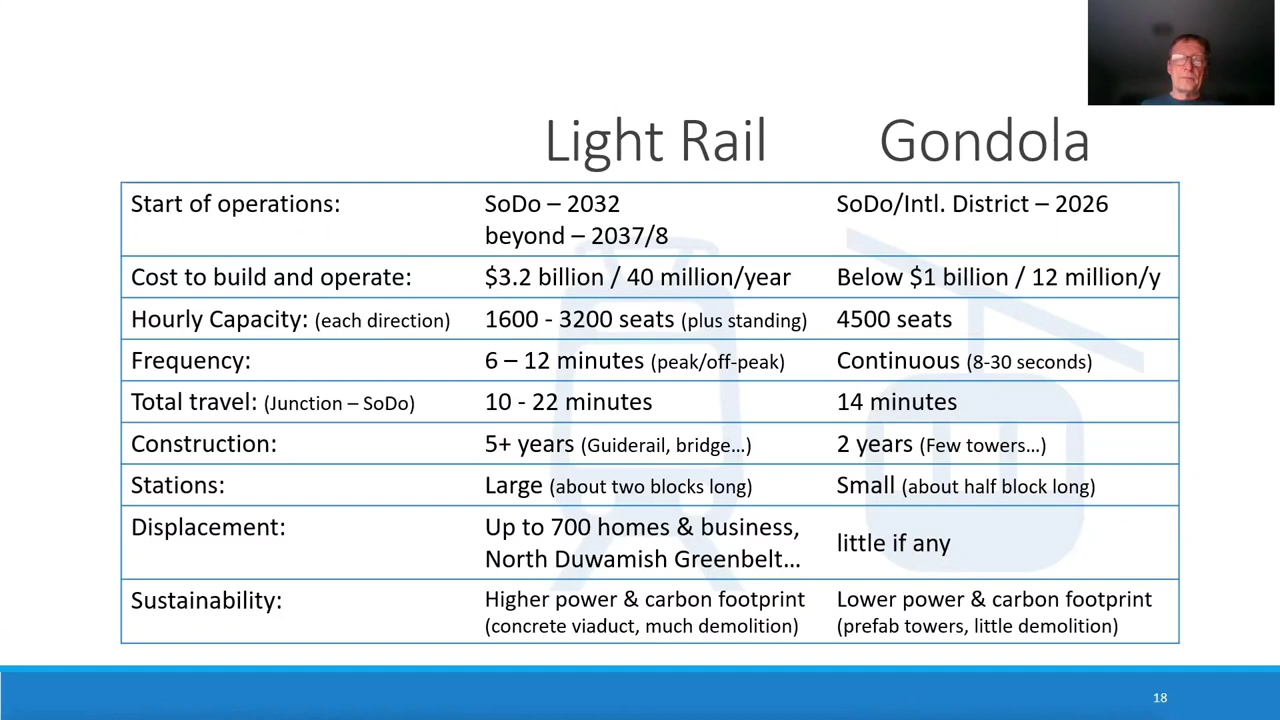 Light Rail Gondola
Start of operations: SoDo – 2032 SoDo/Intl. District – 2026
beyond – 2037/8
Cost to build and operate: $3.2 billion / 40 million/year Below $1 billion / 12 million/y
Hourly Capacity: (each direction) 1600 - 3200 seats (plus standing) 4500 seats
Frequency: 6 – 12 minutes (peak/off-peak) Continuous (8-30 seconds)
Total travel: (Junction – SoDo) 10 - 22 minutes 14 minutes
Construction: 5+ years (Guiderail, bridge…) 2 years (Few towers…)
Stations: Large (about two blocks long) Small (about half block long)
Displacement: Up to 700 homes & business,
North Duwamish Greenbelt… little if any
Sustainability: Higher power & carbon footprint Lower power & carbon footprint
(concrete viaduct, much demolition) (prefab towers, little demolition)
18